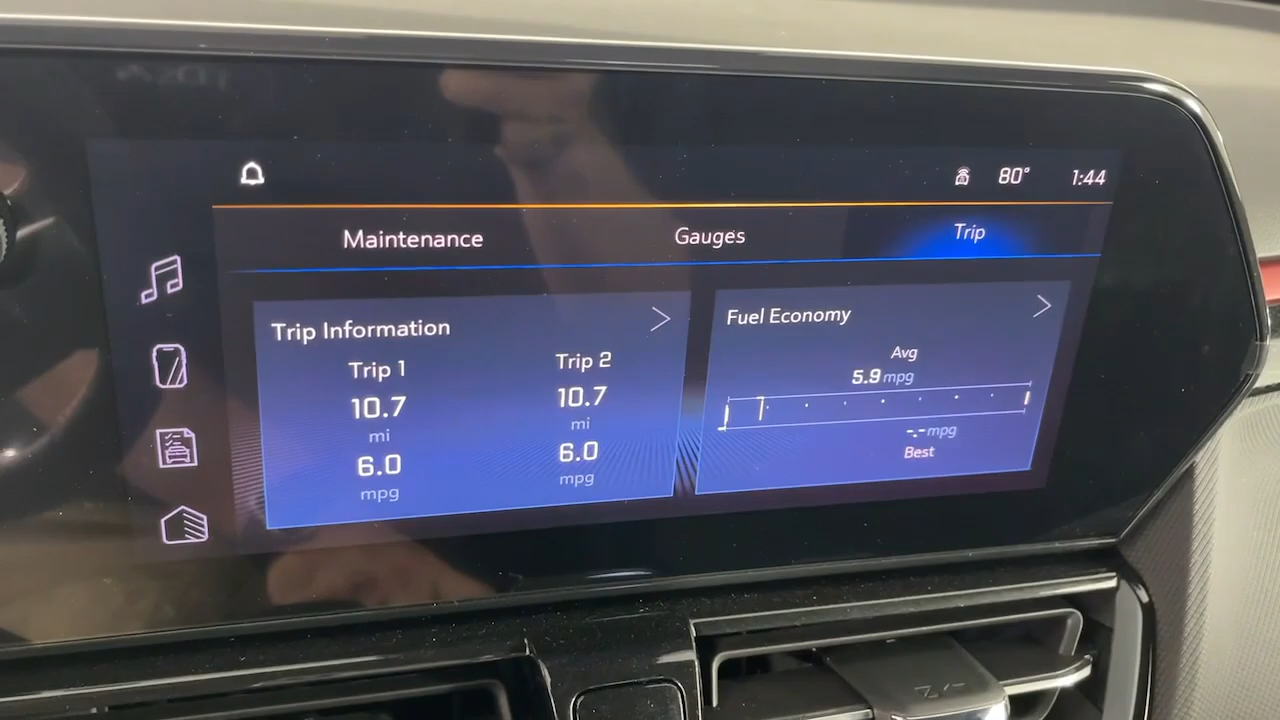 80° 1:44
Maintenance Gauges Trip
Trip Information
Trip 1
10.7
mi
6.0
mpg
Trip 2
10.7
mi
6.0
mpg
Fuel Economy
Avg
5.9 mpg
-.- mpg
Best